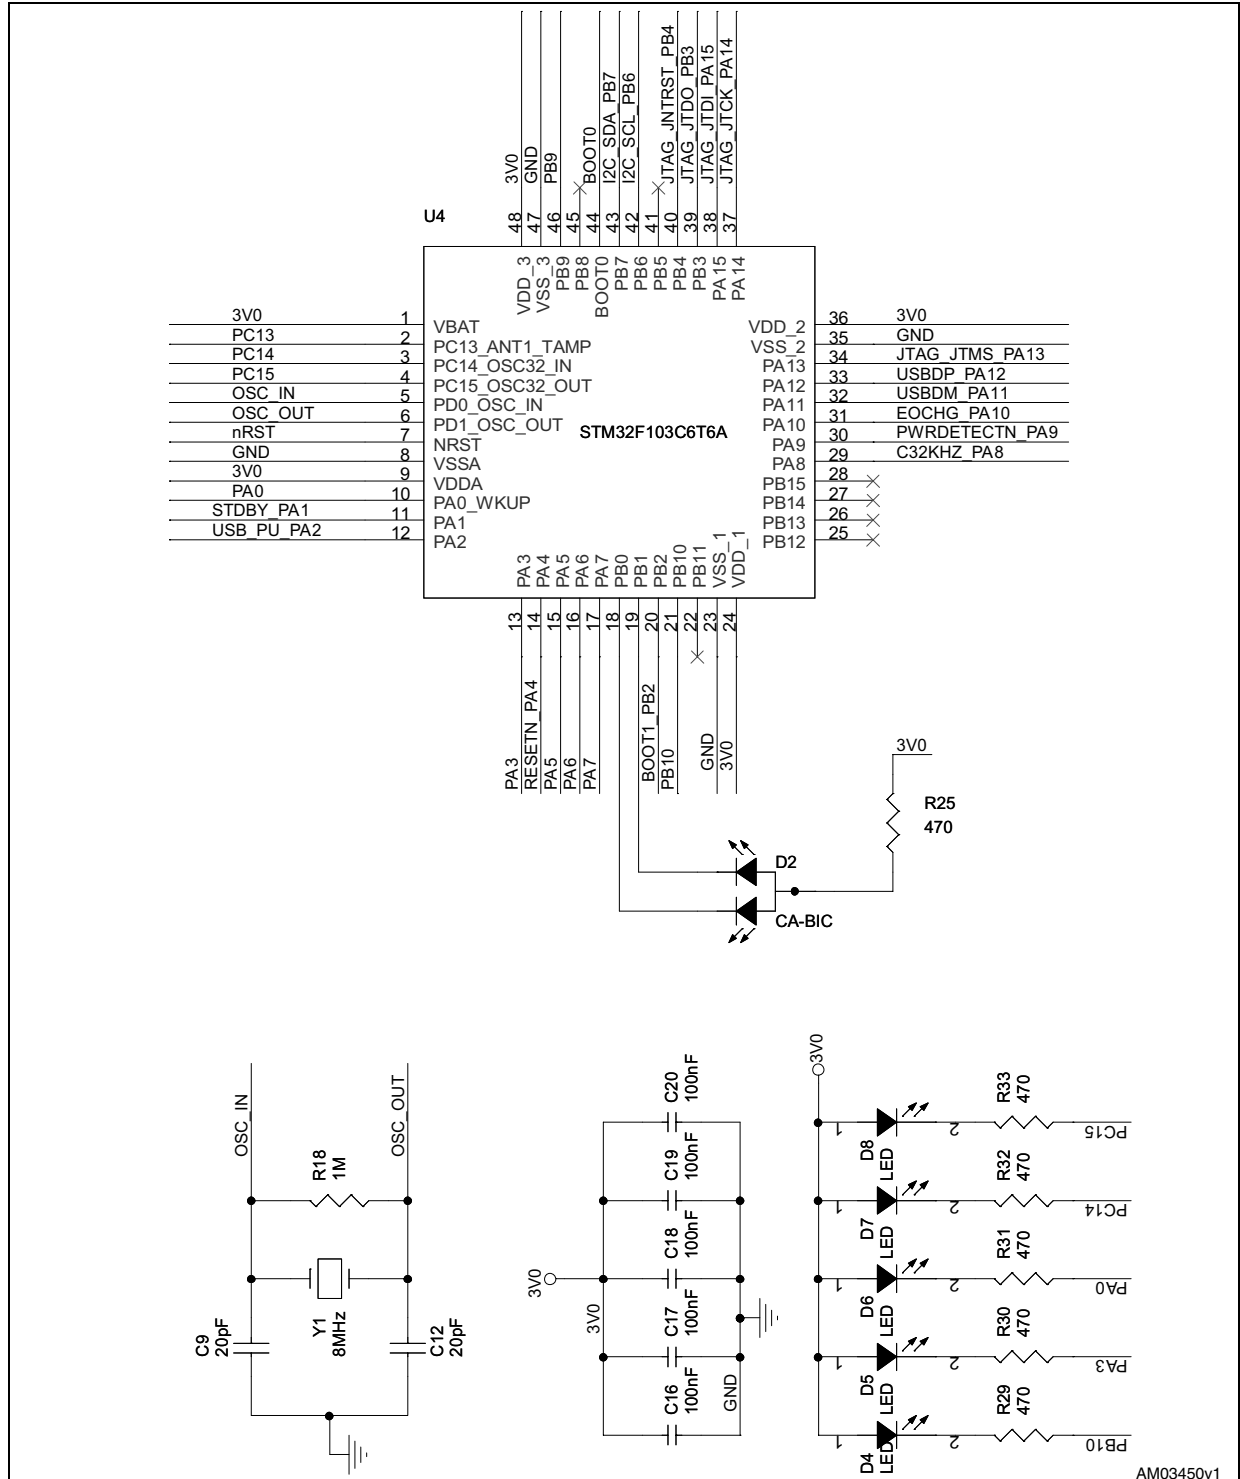 3V0
GND
PB9
BOOT0
I2C_SDA_PB7
I2C_SCL_PB6
JTAG_JNTRST_PB4
JTAG_JTDO_PB3
JTAG_JTDI_PA15
JTAG_JTCK_PA14
48
47
46
45
44
43
42
41
40
39
38
37
U4
VDD_3
VSS_3
PB9
PB8
BOOT0
PB7
PB6
PB5
PB4
PB3
PA15
PA14
3V0 1 VBAT
PC13 2 PC13_ANT1_TAMP
PC14 3 PC14_OSC32_IN
PC15 4 PC15_OSC32_OUT
OSC_IN 5 PD0_OSC_IN
OSC_OUT 6 PD1_OSC_OUT
nRST 7 NRST
GND 8 VSSA
3V0 9 VDDA
PA0 10 PA0_WKUP
STDBY_PA1 11 PA1
USB_PU_PA2 12 PA2
STM32F103C6T6A
VDD_2 36 3V0
VSS_2 35 GND
PA13 34 JTAG_JTMS_PA13
PA12 33 USBDP_PA12
PA11 32 USBDM_PA11
PA10 31 EOCHG_PA10
PA9 30 PWRDETECTN_PA9
PA8 29 C32KHZ_PA8
PB15 28
PB14 27
PB13 26
PB12 25
PA3
PA4
PA5
PA6
PA7
PB0
PB1
PB2
PB10
PB11
VSS_1
VDD_1
13
14
15
16
17
18
19
20
21
22
23
24
PA3
RESETN_PA4
PA5
PA6
PA7
BOOT1_PB2
PB10
GND
3V0
3V0
R25
470
D2
CA-BIC
OSC_IN
OSC_OUT
R18
1M
Y1
8MHz
C9
20pF
C12
20pF
3V0
3V0
C20
100nF
C19
100nF
C18
100nF
C17
100nF
C16
100nF
GND
3V0
1
D8
LED
2
R33
470
PC15
1
D7
LED
2
R32
470
PC14
1
D6
LED
2
R31
470
PA0
1
D5
LED
2
R30
470
PA3
1
D4
LED
2
R29
470
PB10
AM03450v1